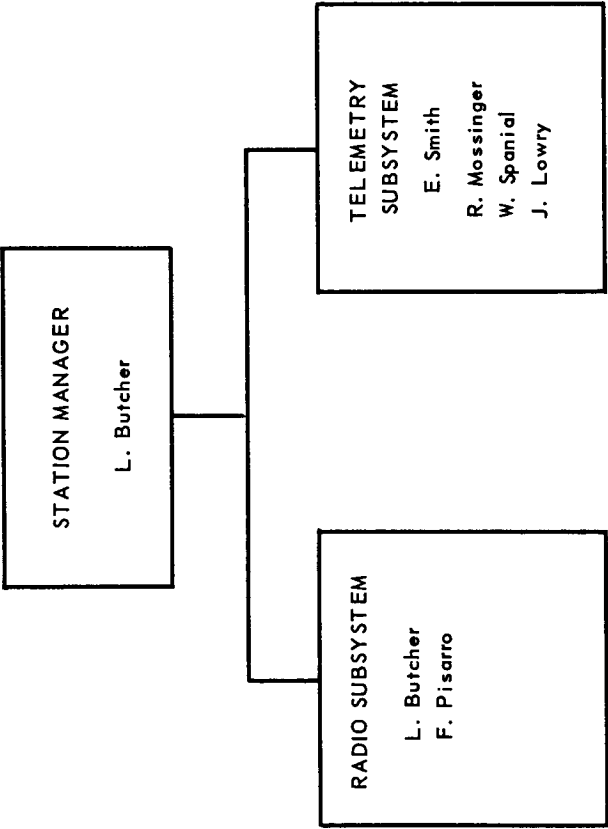 STATION MANAGER
L. Butcher
RADIO SUBSYSTEM
L. Butcher
F. Pisarro
TELEMETRY
SUBSYSTEM
E. Smith
R. Mossinger
W. Spanial
J. Lowry